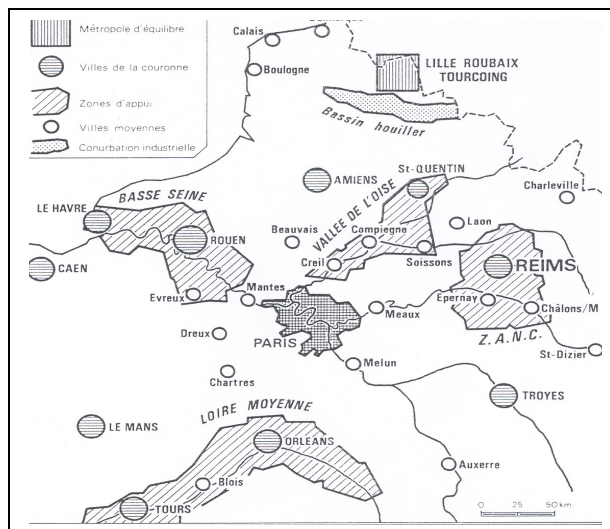 Métropole d'équilibre
Villes de la couronne
Zones d'appui
Villes moyennes
Conurbation industrielle
Calais
Boulogne
LILLE ROUBAIX
TOURCOING
Bassin houiller
AMIENS
St-QUENTIN
Charleville
BASSE SEINE
LE HAVRE
ROUEN
VALLÉE DE L'OISE
Beauvais
Compiegne
Laon
Creil
Soissons
REIMS
CAEN
Evreux
Mantes
Meaux
Epernay
Châlons/M
Z.A.N.C.
Dreux
PARIS
Melun
St-Dizier
Chartres
TROYES
LOIRE MOYENNE
LE MANS
ORLEANS
Blois
Auxerre
TOURS
0 25 50 km